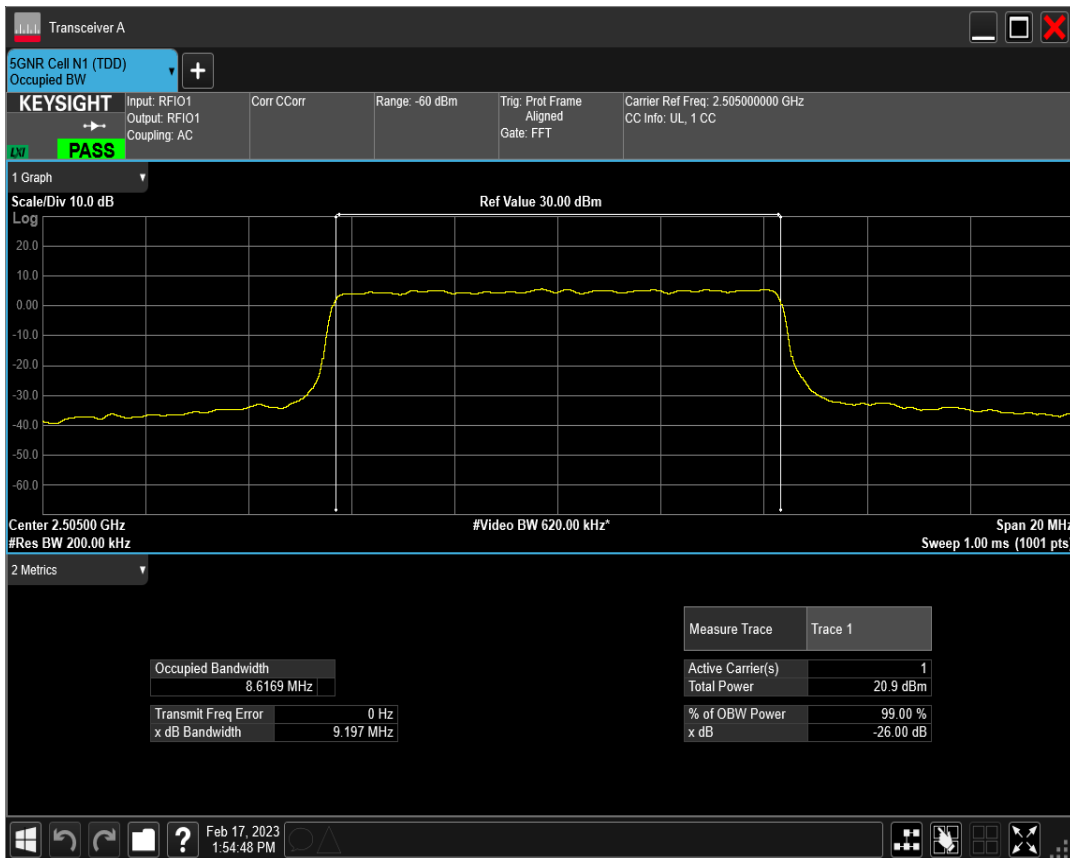 Transceiver A
5GNR Cell N1 (TDD)
Occupied BW
KEYSIGHT
Input: RFIO1
Output: RFIO1
Coupling: AC
Corr CCorr
Range: -60 dBm
Trig: Prot Frame
Aligned
Gate: FFT
Carrier Ref Freq: 2.505000000 GHz
CC Info: UL, 1 CC
LXI
PASS
1 Graph
Scale/Div 10.0 dB
Ref Value 30.00 dBm
Log
20.0
10.0
0.00
-10.0
-20.0
-30.0
-40.0
-50.0
-60.0
Center 2.50500 GHz
#Video BW 620.00 kHz*
Span 20 MHz
#Res BW 200.00 kHz
Sweep 1.00 ms (1001 pts)
2 Metrics
Measure Trace Trace 1
Occupied Bandwidth
8.6169 MHz
Active Carrier(s) 1
Total Power 20.9 dBm
Transmit Freq Error 0 Hz
x dB Bandwidth 9.197 MHz
% of OBW Power 99.00 %
x dB -26.00 dB
?
Feb 17, 2023
1:54:48 PM